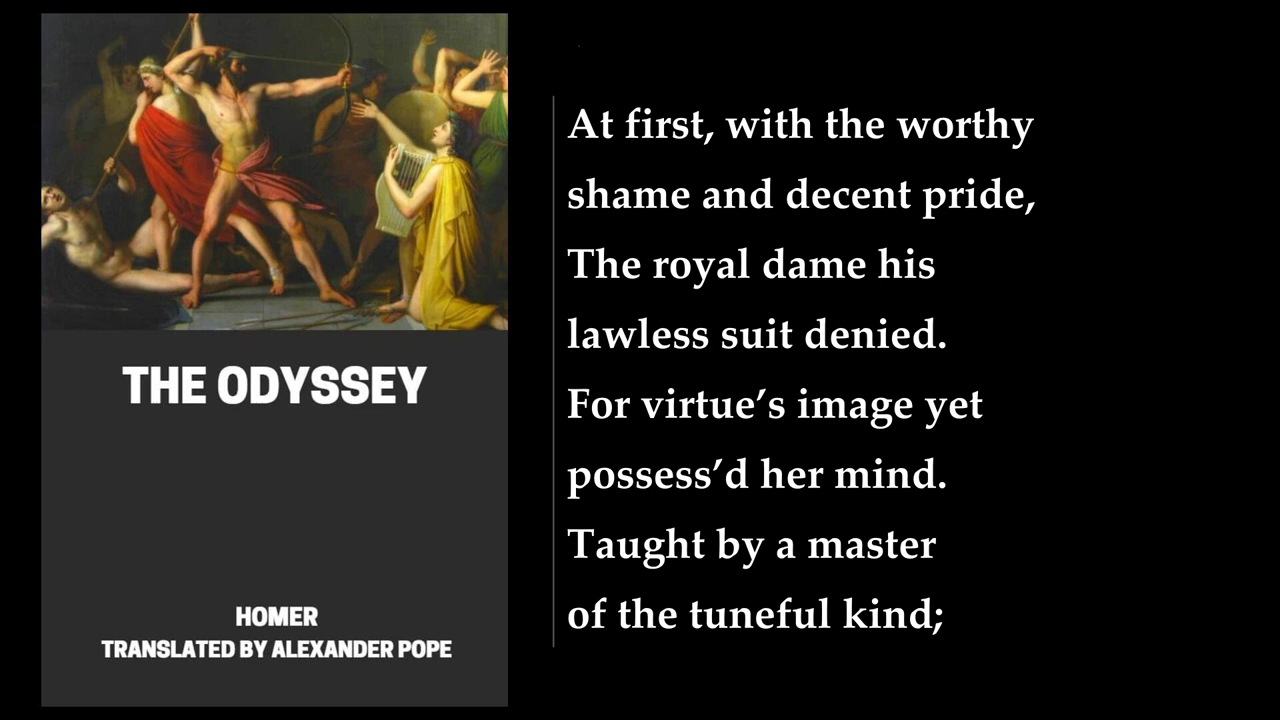 THE ODYSSEY
HOMER
TRANSLATED BY ALEXANDER POPE
At first, with the worthy
shame and decent pride,
The royal dame his
lawless suit denied.
For virtue’s image yet
possess’d her mind.
Taught by a master
of the tuneful kind;